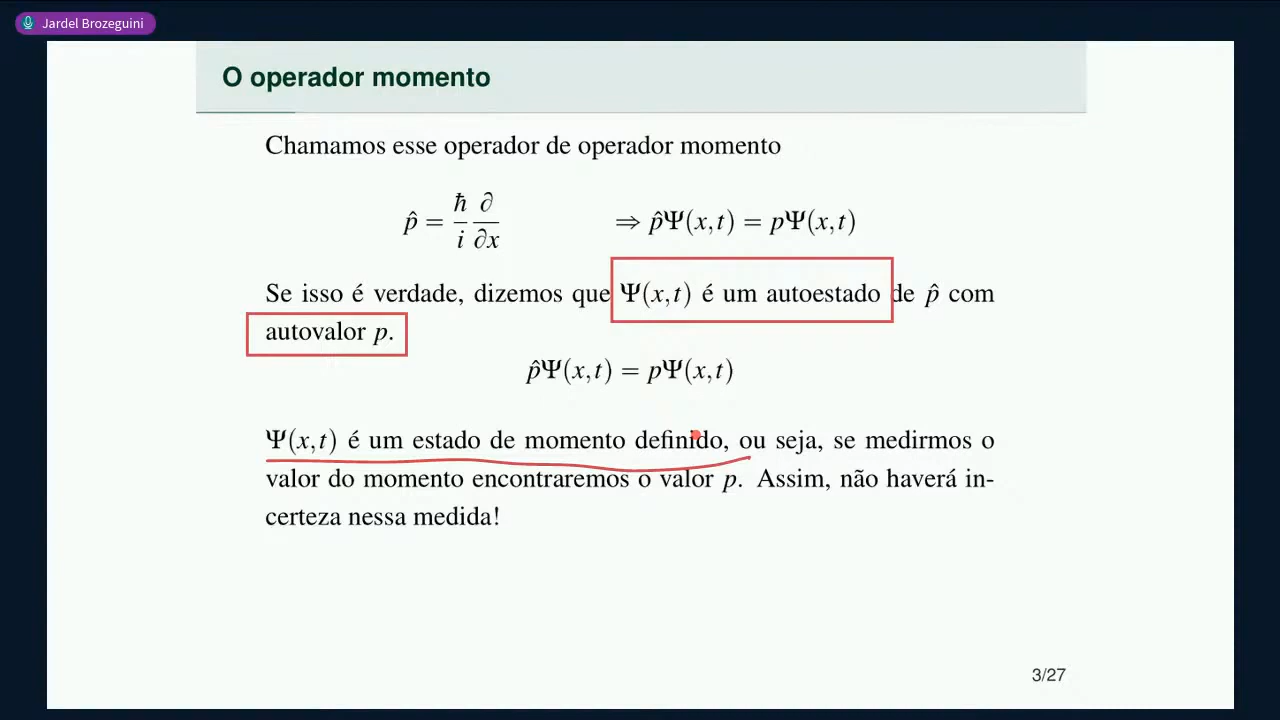 Jardel Brozeguini
O operador momento
Chamamos esse operador de operador momento
p̂ = ħ/i ∂/∂x ⇒ p̂Ψ(x,t) = pΨ(x,t)
Se isso é verdade, dizemos que Ψ(x,t) é um autoestado de p̂ com
autovalor p.
p̂Ψ(x,t) = pΨ(x,t)
Ψ(x,t) é um estado de momento definido, ou seja, se medirmos o
valor do momento encontraremos o valor p. Assim, não haverá in-
certeza nessa medida!
3/27